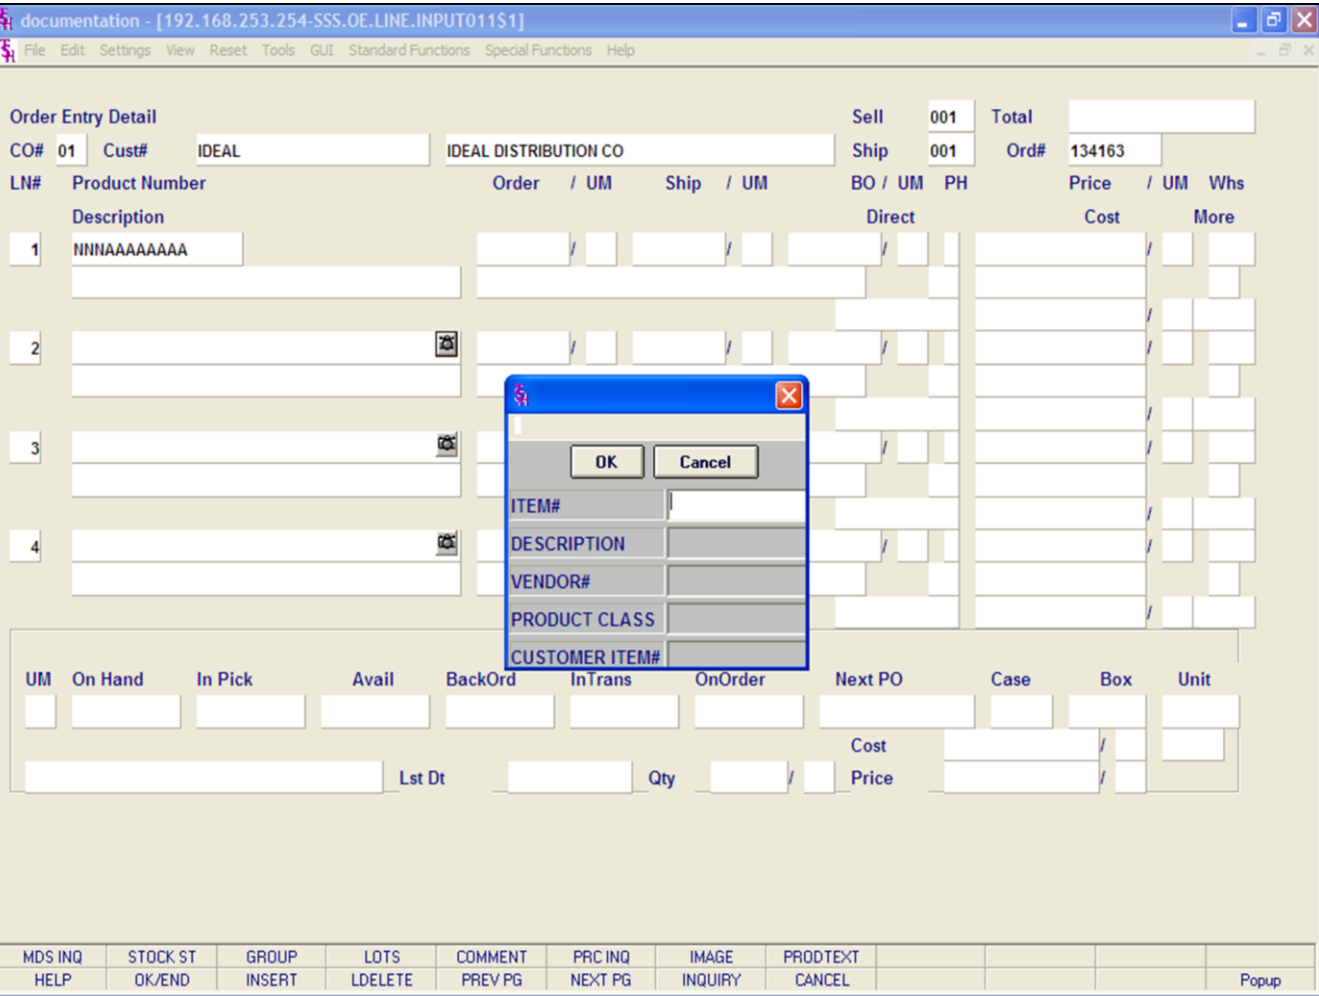 documentation - [192.168.253.254-SSS.OE.LINE.INPUT011$1]
File Edit Settings View Reset Tools GUI Standard Functions Special Functions Help
Order Entry Detail Sell 001 Total
CO# 01 Cust# IDEAL IDEAL DISTRIBUTION CO Ship 001 Ord# 134163
LN# Product Number Order / UM Ship / UM BO / UM PH Price / UM Whs
Description Direct Cost More
1 NNNAAAAAAAA / / / /
/
2 / / / /
/
3 / /
/
4 / /
/
OK Cancel
ITEM#
DESCRIPTION
VENDOR#
PRODUCT CLASS
CUSTOMER ITEM#
UM On Hand In Pick Avail BackOrd InTrans OnOrder Next PO Case Box Unit
Cost /
Lst Dt Qty / Price /
MDS INQ STOCK ST GROUP LOTS COMMENT PRC INQ IMAGE PRODTEXT
HELP OK/END INSERT LDELETE PREV PG NEXT PG INQUIRY CANCEL Popup